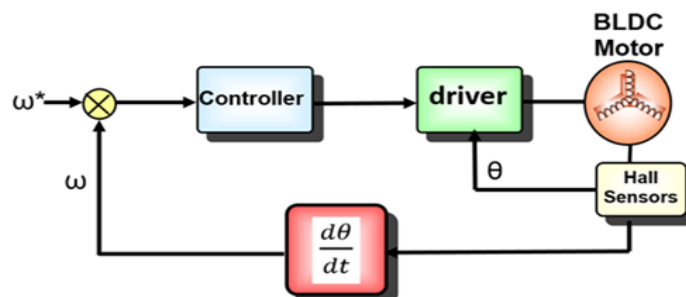 BLDC
Motor
ω*
Controller
driver
θ
Hall
Sensors
ω
dθ
dt